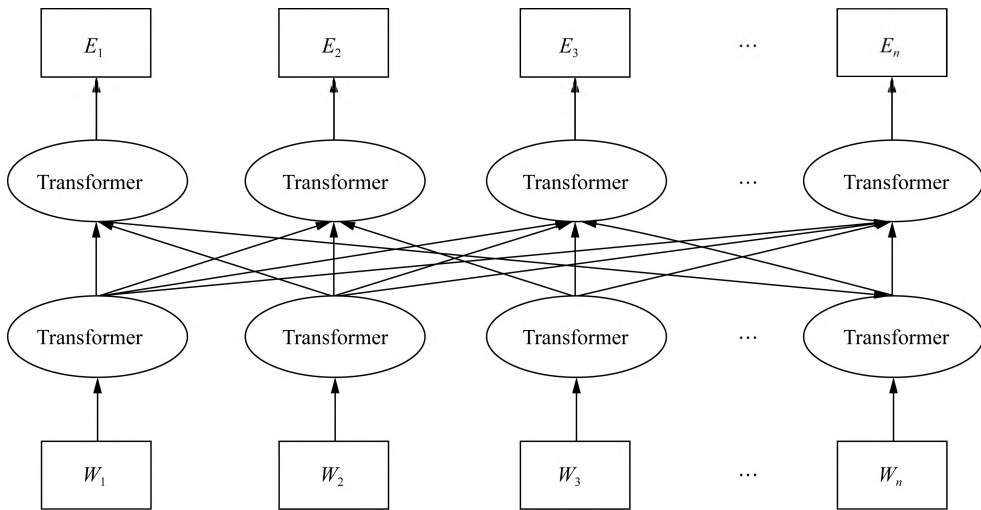 E₁ E₂ E₃ ... Eₙ
Transformer Transformer Transformer ... Transformer
Transformer Transformer Transformer ... Transformer
W₁ W₂ W₃ ... Wₙ